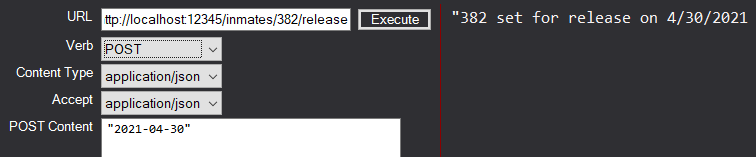 URL ttp://localhost:12345/inmates/382/release Execute
Verb POST
Content Type application/json
Accept application/json
POST Content "2021-04-30"
"382 set for release on 4/30/2021